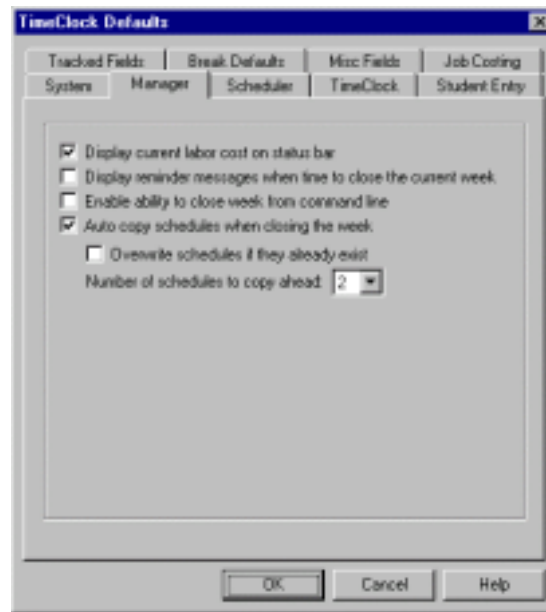 TimeClock Defaults
Tracked Fields Break Defaults Misc Fields Job Costing
System Manager Scheduler TimeClock Student Entry
Display current labor cost on status bar
Display reminder messages when time to close the current week
Enable ability to close week from command line
Auto copy schedules when closing the week
Overwrite schedules if they already exist
Number of schedules to copy ahead: 2
OK Cancel Help